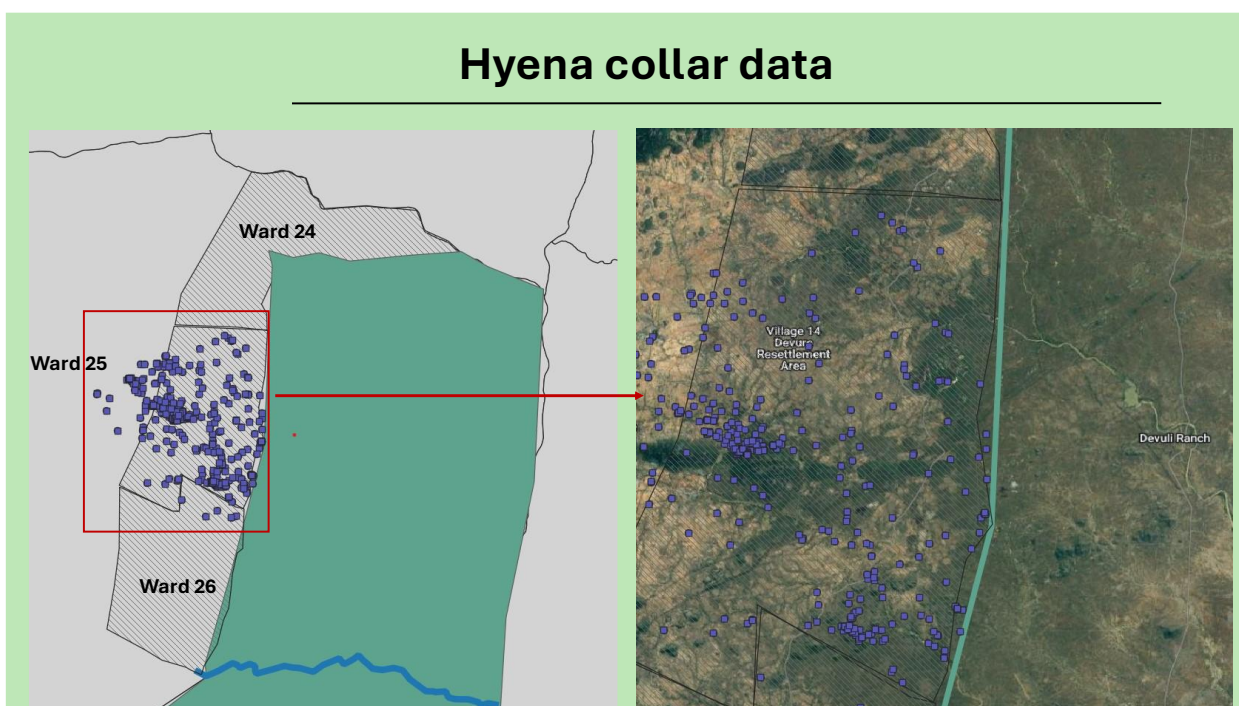 Hyena collar data
Ward 24
Ward 25
Ward 26
Village 14
Devure
Resettlement
Area
Devuli Ranch